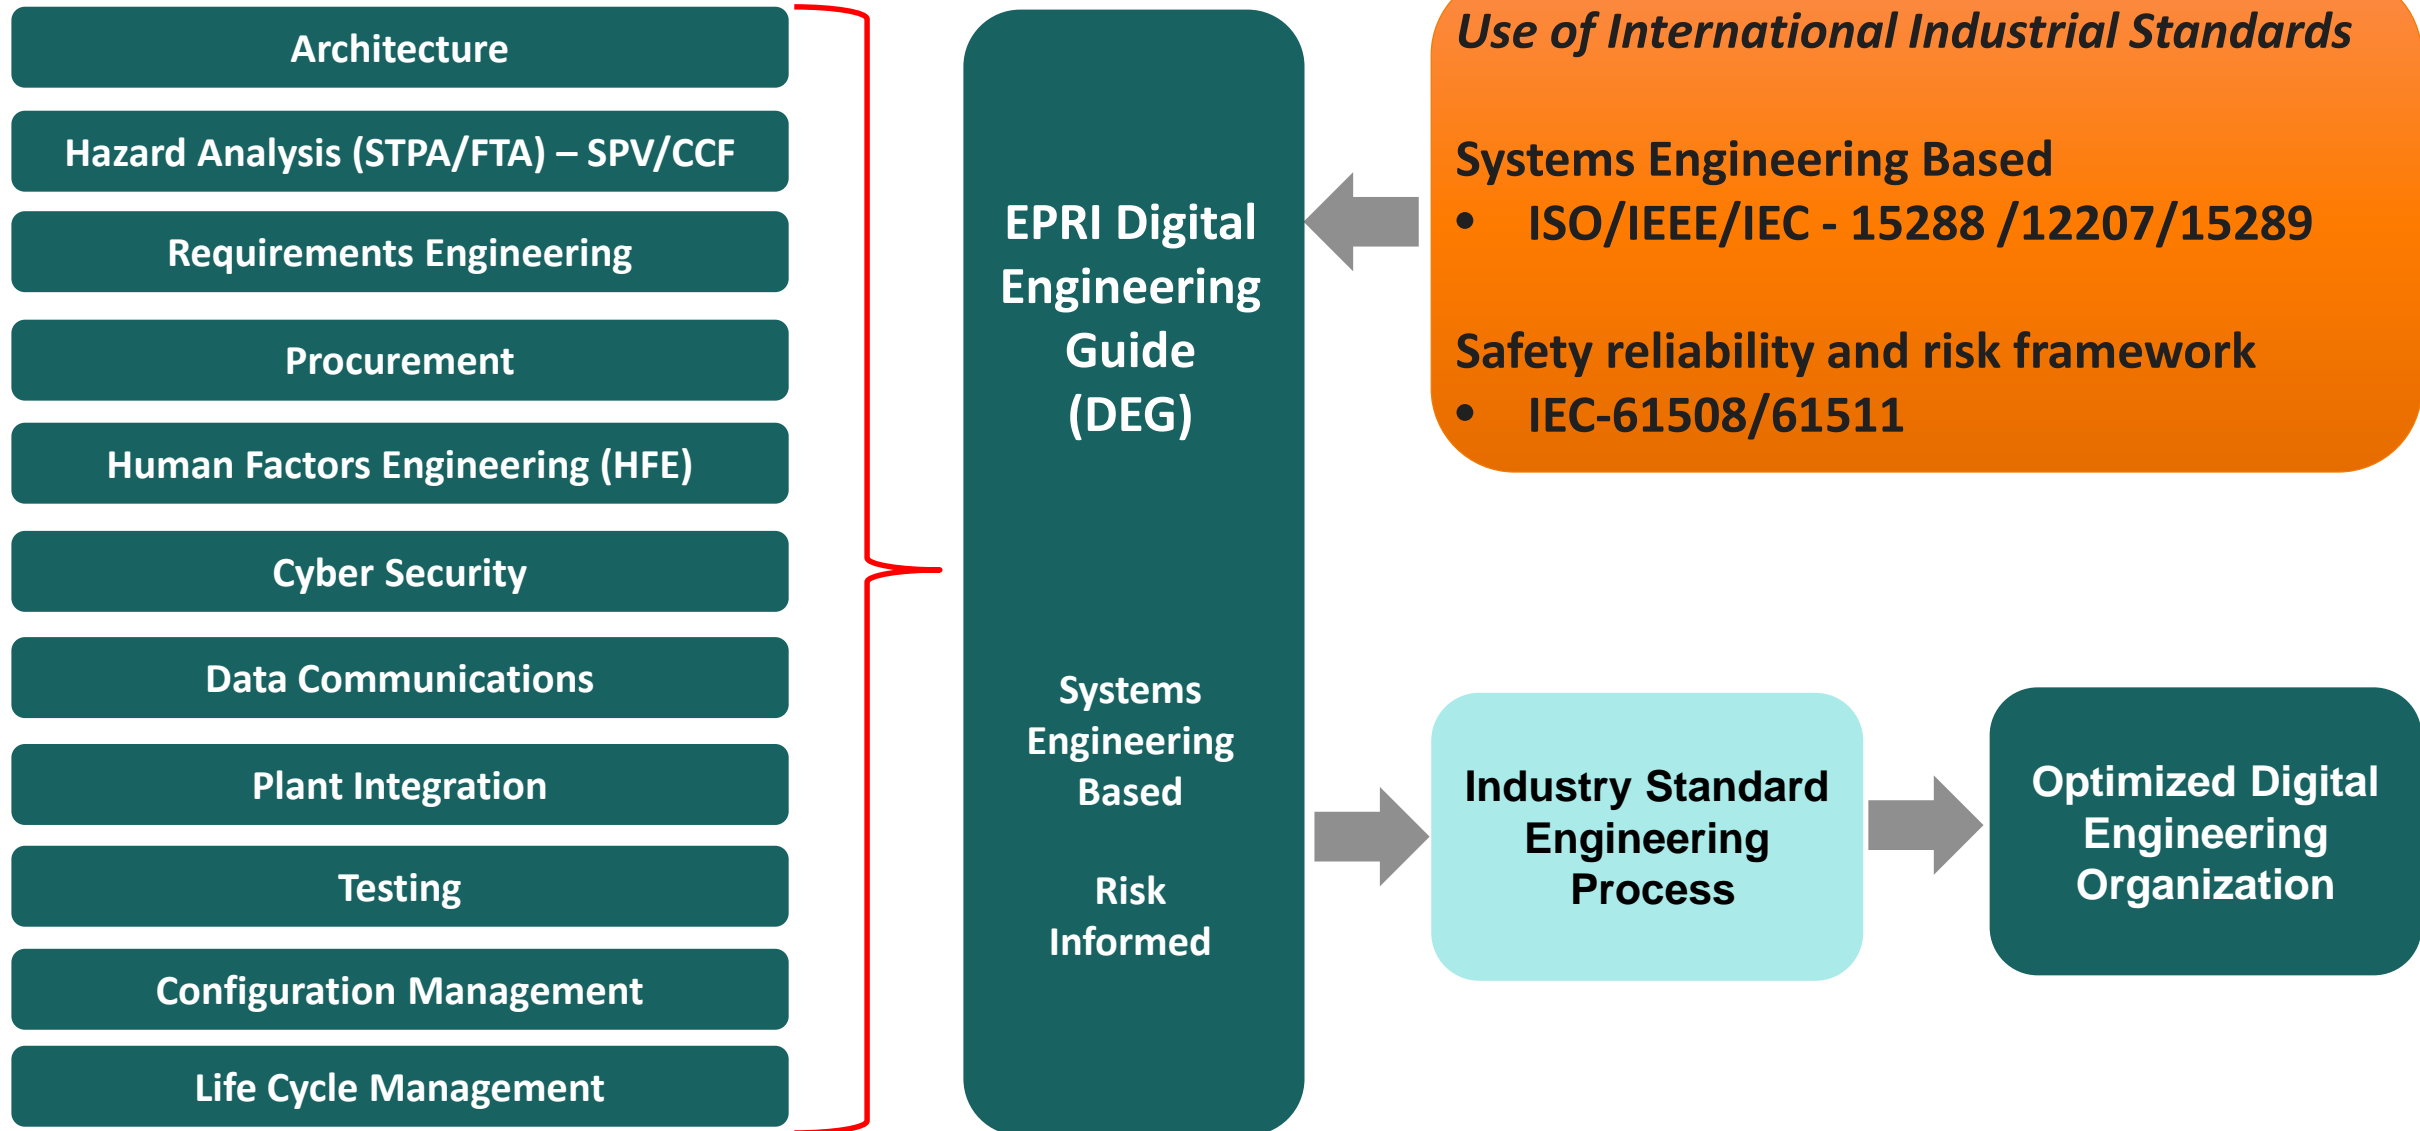 Architecture
Hazard Analysis (STPA/FTA) – SPV/CCF
Requirements Engineering
Procurement
Human Factors Engineering (HFE)
Cyber Security
Data Communications
Plant Integration
Testing
Configuration Management
Life Cycle Management
EPRI Digital
Engineering
Guide
(DEG)
Systems
Engineering
Based
Risk
Informed
Use of International Industrial Standards
Systems Engineering Based
• ISO/IEEE/IEC - 15288 /12207/15289
Safety reliability and risk framework
• IEC-61508/61511
Industry Standard
Engineering
Process
Optimized Digital
Engineering
Organization